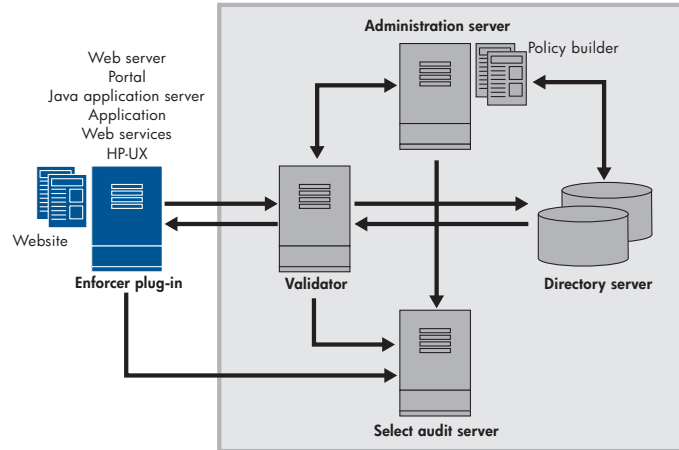 Administration server
Policy builder
Web server
Portal
Java application server
Application
Web services
HP-UX
Website
Enforcer plug-in
Validator
Directory server
Select audit server